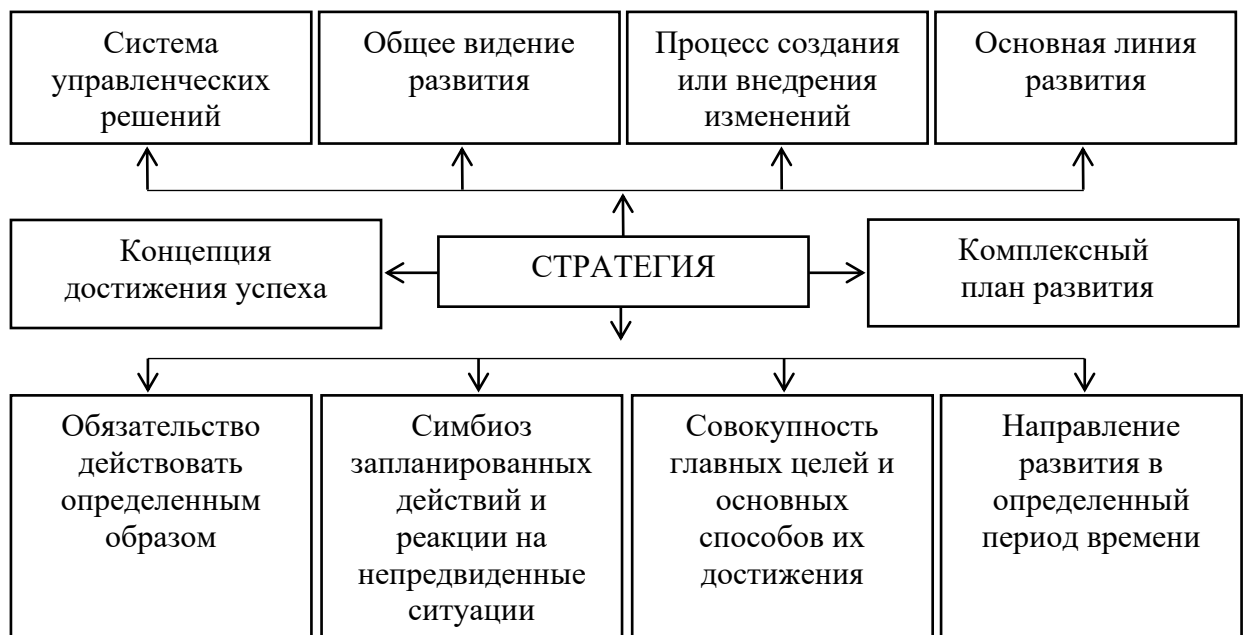 Система
управленческих
решений
Общее видение
развития
Процесс создания
или внедрения
изменений
Основная линия
развития
Концепция
достижения успеха
СТРАТЕГИЯ
Комплексный
план развития
Обязательство
действовать
определенным
образом
Симбиоз
запланированных
действий и
реакции на
непредвиденные
ситуации
Совокупность
главных целей и
основных
способов их
достижения
Направление
развития в
определенный
период времени